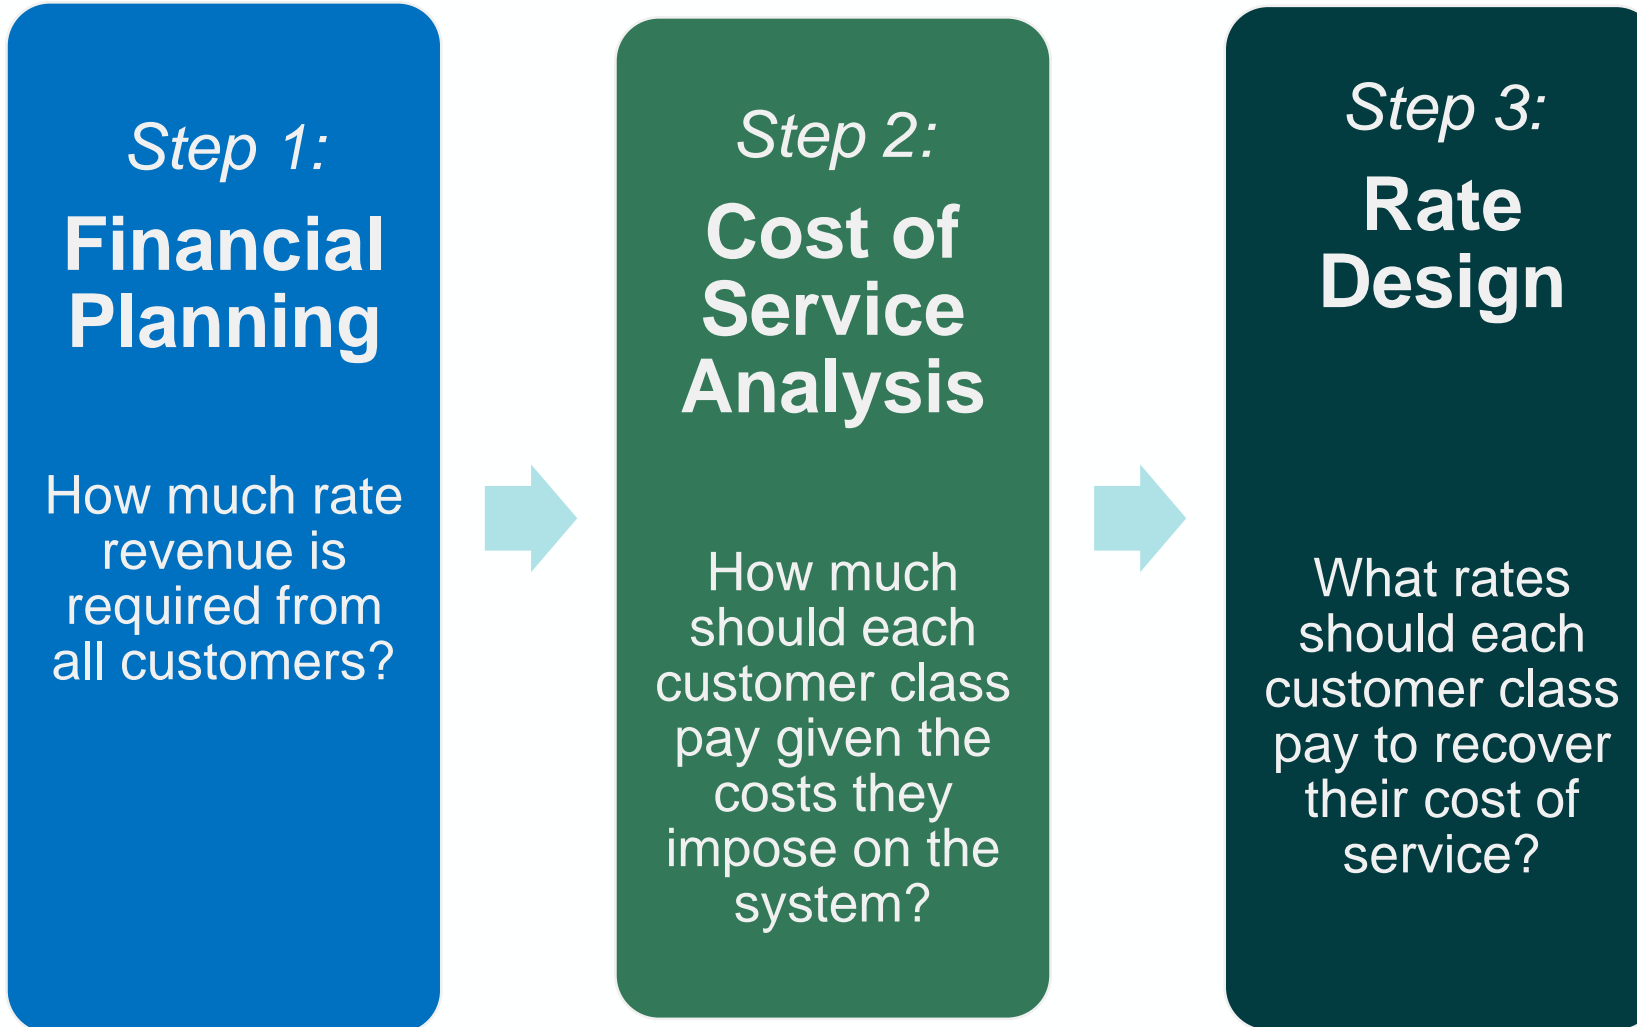 Step 1:
Financial
Planning
How much rate
revenue is
required from
all customers?
Step 2:
Cost of
Service
Analysis
How much
should each
customer class
pay given the
costs they
impose on the
system?
Step 3:
Rate
Design
What rates
should each
customer class
pay to recover
their cost of
service?